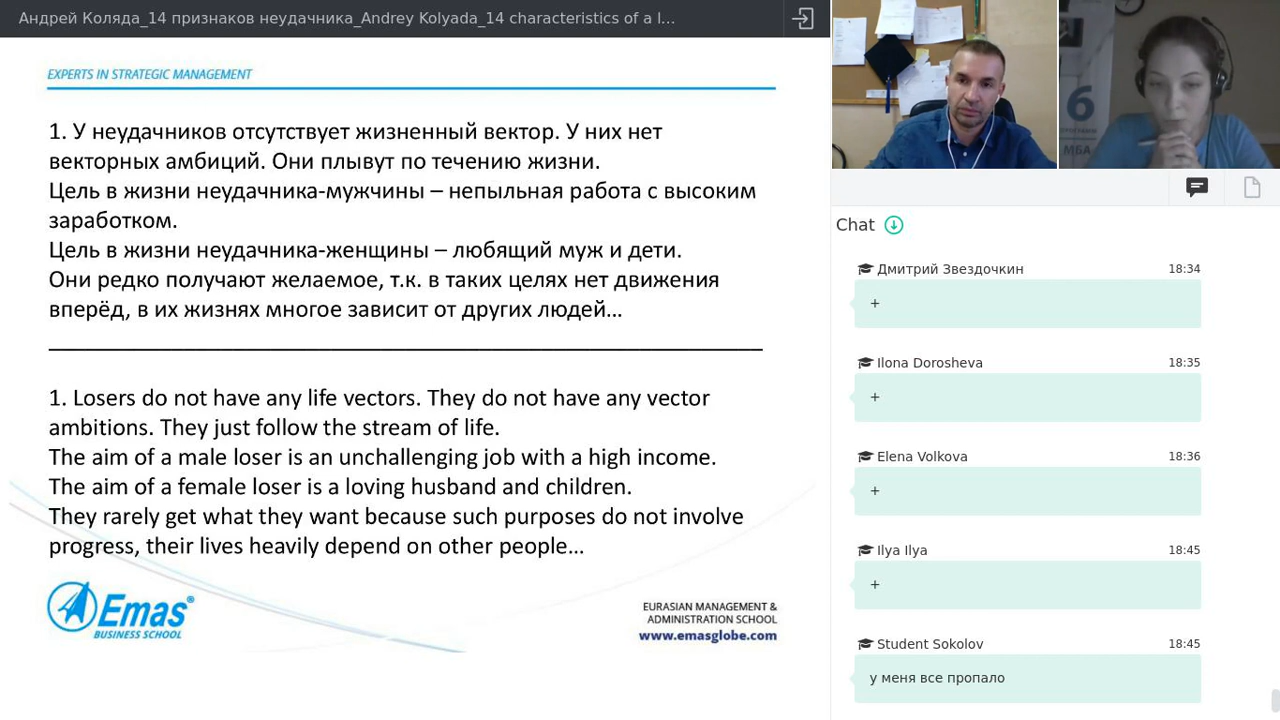 Андрей Коляда_14 признаков неудачника_Andrey Kolyada_14 characteristics of a l...
EXPERTS IN STRATEGIC MANAGEMENT
1. У неудачников отсутствует жизненный вектор. У них нет
векторных амбиций. Они плывут по течению жизни.
Цель в жизни неудачника-мужчины – непыльная работа с высоким
заработком.
Цель в жизни неудачника-женщины – любящий муж и дети.
Они редко получают желаемое, т.к. в таких целях нет движения
вперёд, в их жизнях многое зависит от других людей...
1. Losers do not have any life vectors. They do not have any vector
ambitions. They just follow the stream of life.
The aim of a male loser is an unchallenging job with a high income.
The aim of a female loser is a loving husband and children.
They rarely get what they want because such purposes do not involve
progress, their lives heavily depend on other people...
Emas®
BUSINESS SCHOOL
EURASIAN MANAGEMENT &
ADMINISTRATION SCHOOL
www.emasglobe.com
6
МБА
Chat
Дмитрий Звездочкин 18:34
+
Ilona Dorosheva 18:35
+
Elena Volkova 18:36
+
Ilya Ilya 18:45
+
Student Sokolov 18:45
у меня все пропало